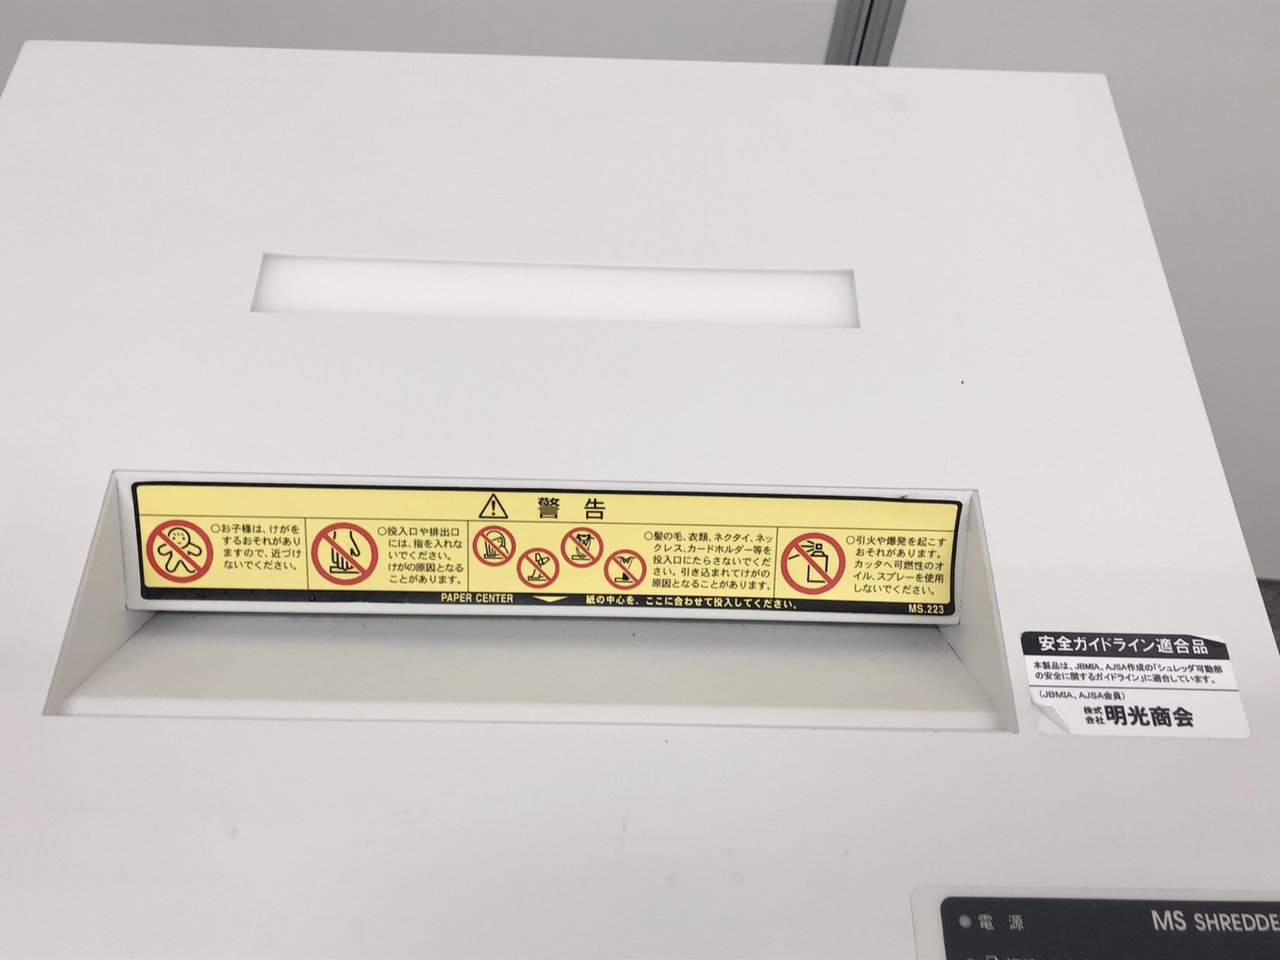 警告
○お子様は、けがを
するおそれがあり
ますので、近づけ
ないでください。
○投入口や排出口
には、指を入れな
いでください。
けがの原因となる
ことがあります。
○髪の毛、衣類、ネクタイ、ネッ
クレス、カードホルダー等を
投入口にたらさないでくだ
さい。引き込まれてけがの
原因となることがあります。
○引火や爆発を起こす
おそれがあります。
カッタへ可燃性のオ
イル、スプレーを使用
しないでください。
PAPER CENTER 紙の中心を、ここに合わせて投入してください。
MS.223
安全ガイドライン適合品
本製品は、JBMIA、AJSA作成の「シュレッダ可動部
の安全に関するガイドライン」に適合しています。
(JBMIA、AJSA会員)
株式会社 明光商会
電源
MS SHREDDE